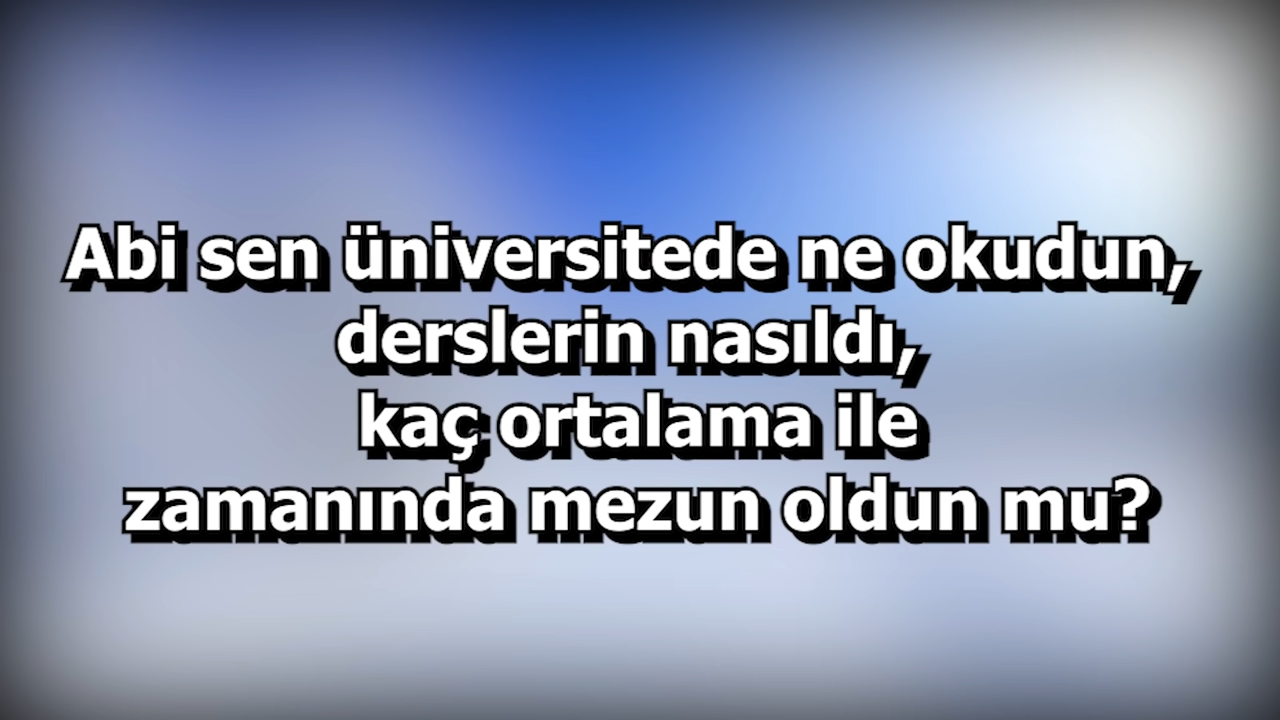 Abi sen üniversitede ne okudun,
derslerin nasıldı,
kaç ortalama ile
zamanında mezun oldun mu?